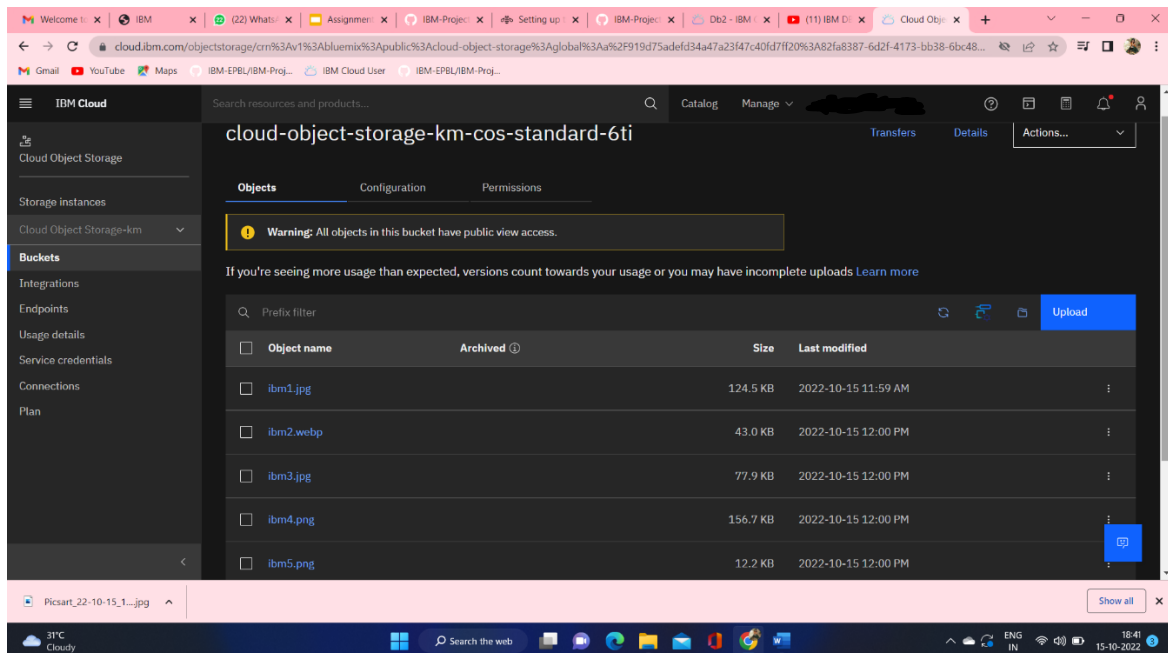 Welcome to
IBM
(22) Whats
Assignment
IBM-Project
Setting up
IBM-Project
Db2 - IBM
(11) IBM
Cloud Obje
cloud.ibm.com/objectstorage/crn%3Av1%3Abluemix%3Apublic%3Acloud-object-storage%3Aglobal%3Aa%2F919d75adefd34a47a23f47c40fd7ff20%3A82fa8387-6d2f-4173-bb38-6bc48...
Gmail
YouTube
Maps
IBM-EPBL/IBM-Proj...
IBM Cloud User
IBM-EPBL/IBM-Proj...
IBM Cloud
Search resources and products...
Catalog
Manage
Cloud Object Storage
Storage instances
Cloud Object Storage-km
Buckets
Integrations
Endpoints
Usage details
Service credentials
Connections
Plan
cloud-object-storage-km-cos-standard-6ti
Transfers
Details
Actions...
Objects
Configuration
Permissions
Warning: All objects in this bucket have public view access.
If you're seeing more usage than expected, versions count towards your usage or you may have incomplete uploads Learn more
Prefix filter
Upload
Object name Archived Size Last modified
ibm1.jpg 124.5 KB 2022-10-15 11:59 AM
ibm2.webp 43.0 KB 2022-10-15 12:00 PM
ibm3.jpg 77.9 KB 2022-10-15 12:00 PM
ibm4.png 156.7 KB 2022-10-15 12:00 PM
ibm5.png 12.2 KB 2022-10-15 12:00 PM
Picsart_22-10-15_1....jpg
Show all
31°C
Cloudy
Search the web
ENG
IN
18:41
15-10-2022
3